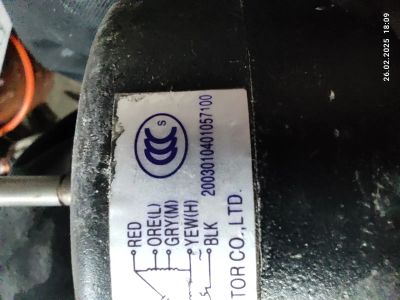 CCC S
2003010401057100
RED
ORE(L)
GRY(M)
YEW(H)
BLK
TOR CO.,LTD.
26.02.2025 18:09